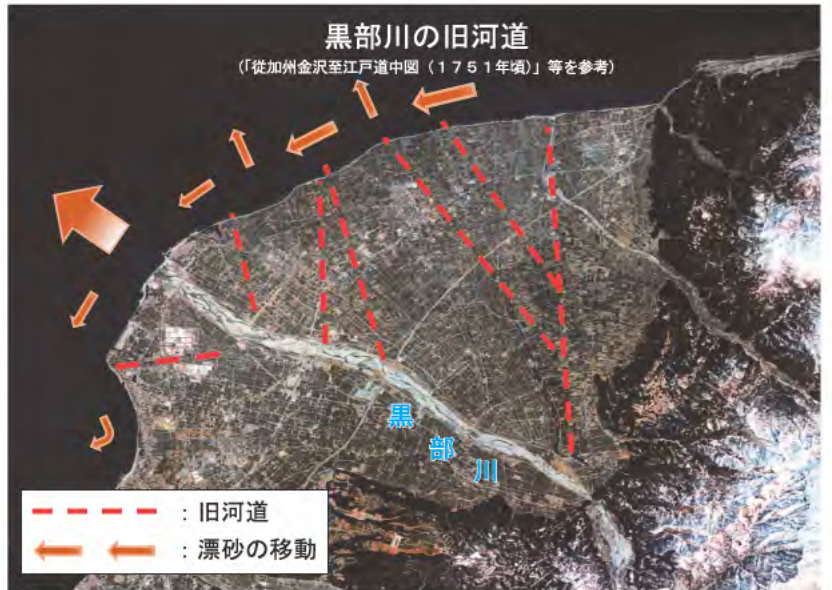 黒部川の旧河道
(「従加州金沢至江戸道中図(1751年頃)」等を参考)
黒
部
川
:旧河道
:漂砂の移動